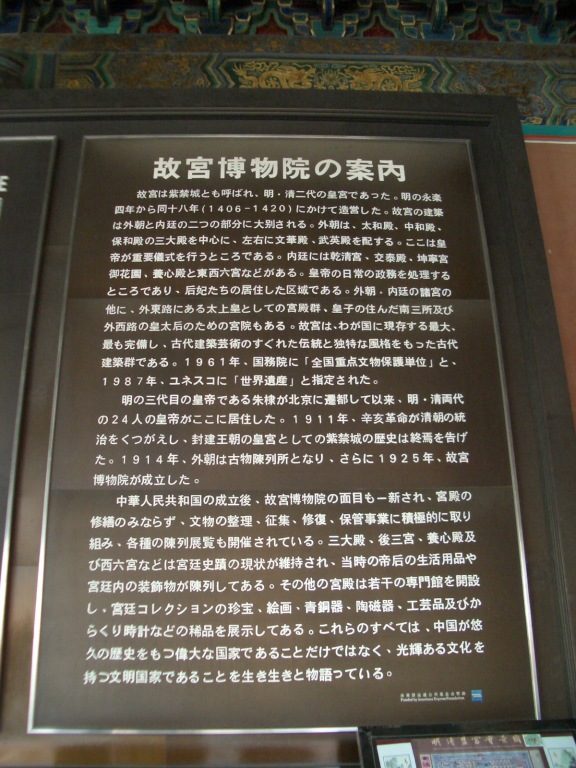 故宮博物院の案内
故宮は紫禁城とも呼ばれ、明・清二代の皇宮であった。明の永楽
四年から同十八年(1406-1420)にかけて造営した。故宮の建築
は外朝と内廷の二つの部分に大別される。外朝は、太和殿、中和殿、
保和殿の三大殿を中心に、左右に文華殿、武英殿を配する。ここは皇
帝が重要儀式を行うところである。内廷には乾清宮、交泰殿、坤寧宮
御花園、養心殿と東西六宮などがある。皇帝の日常の政務を処理する
ところであり、后妃たちの居住した区域である。外朝、内廷の諸宮の
他に、外東路にある太上皇としての宮殿群、皇子の住んだ南三所及び
外西路の皇太后のための宮院もある。故宮は、わが国に現存する最大、
最も完備し、古代建築芸術のすぐれた伝統と独特な風格をもった古代
建築群である。1961年、国務院に「全国重点文物保護単位」と、
1987年、ユネスコに「世界遺産」と指定された。
明の三代目の皇帝である朱棣が北京に遷都して以来、明・清両代
の24人の皇帝がここに居住した。1911年、辛亥革命が清朝の統
治をくつがえし、封建王朝の皇宮としての紫禁城の歴史は終焉を告げ
た。1914年、外朝は古物陳列所となり、さらに1925年、故宮
博物院が成立した。
中華人民共和国の成立後、故宮博物院の面目も一新され、宮殿の
修繕のみならず、文物の整理、征集、修復、保管事業に積極的に取り
組み、各種の陳列展覧も開催されている。三大殿、後三宮、養心殿及
び西六宮などは宮廷史蹟の現状が維持され、当時の帝后の生活用品や
宮廷内の装飾物が陳列してある。その他の宮殿は若干の専門館を開設
し、宮廷コレクションの珍宝、絵画、青銅器、陶磁器、工芸品及びか
らくり時計などの稀品を展示してある。これらのすべては、中国が悠
久の歴史をもつ偉大な国家であることだけではなく、光輝ある文化を
持つ文明国家であることを生き生きと物語っている。